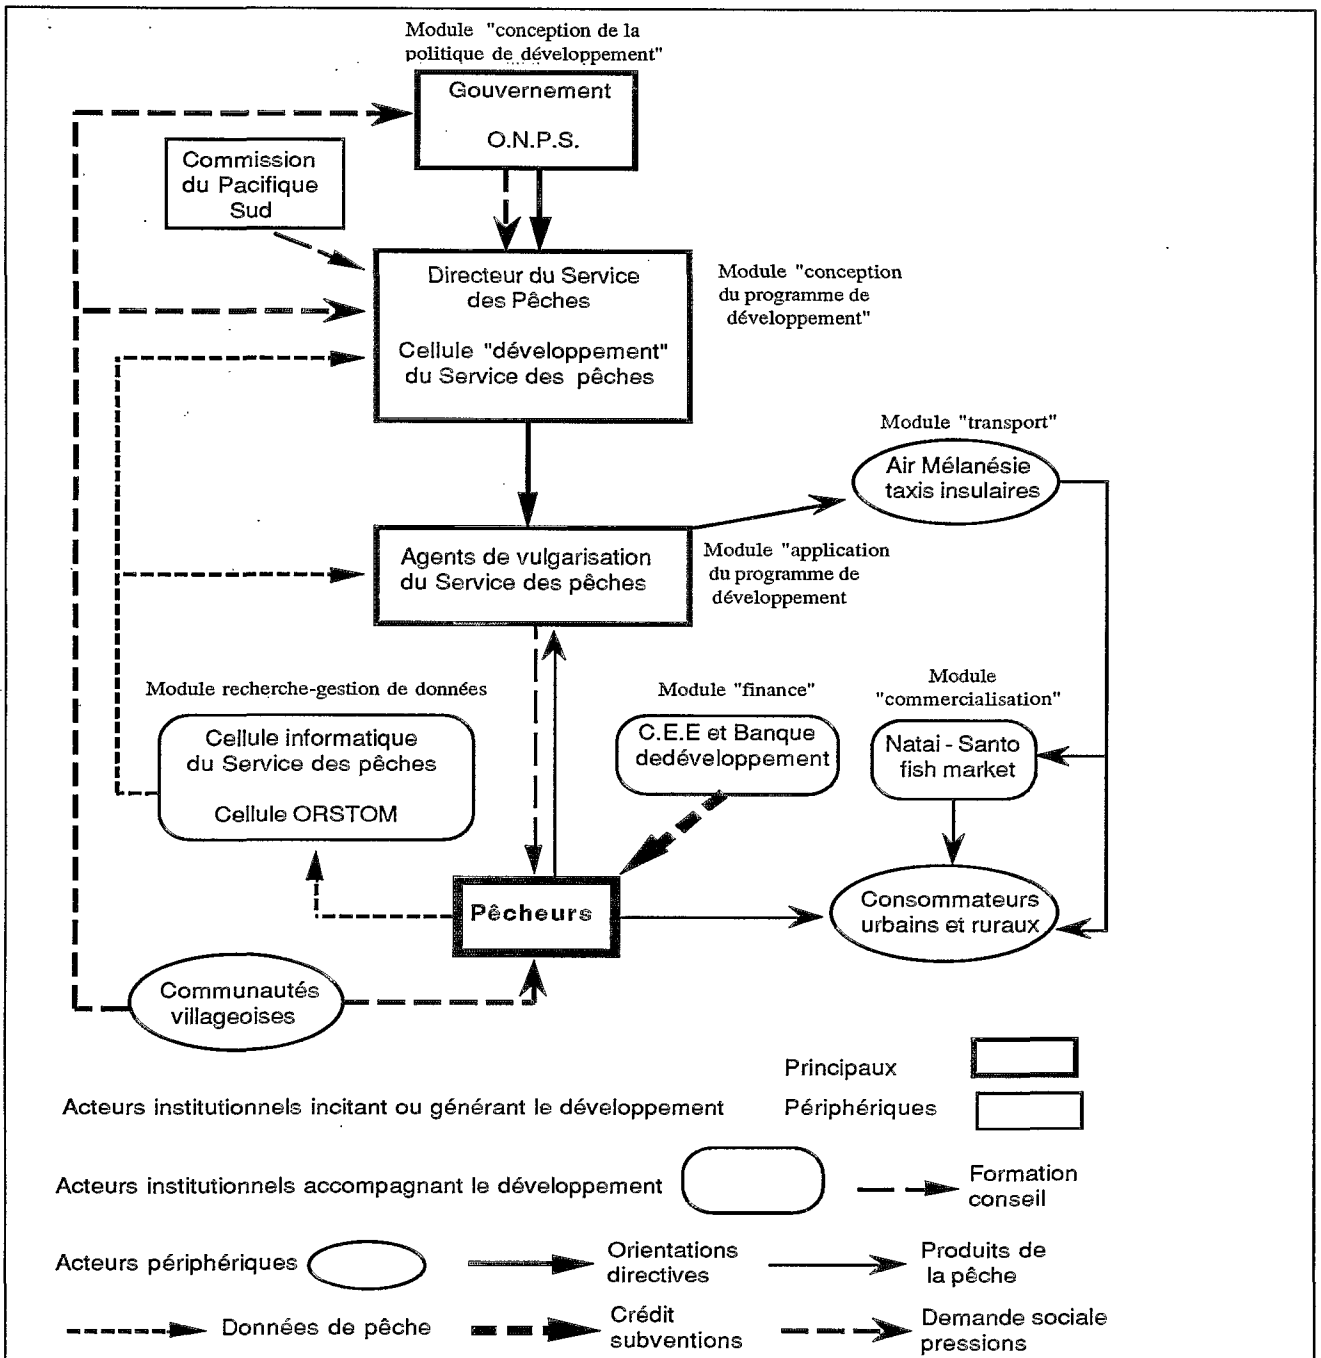 Module "conception de la
politique de développement"
Gouvernement
O.N.P.S.
Commission
du Pacifique
Sud
Directeur du Service
des Pêches
Cellule "développement"
du Service des pêches
Module "conception
du programme de
développement"
Module "transport"
Air Mélanésie
taxis insulaires
Agents de vulgarisation
du Service des pêches
Module "application
du programme de
développement
Module recherche-gestion de données
Cellule informatique
du Service des pêches
Cellule ORSTOM
Module "finance"
C.E.E et Banque
dedéveloppement
Module
"commercialisation"
Natai - Santo
fish market
Pêcheurs
Consommateurs
urbains et ruraux
Communautés
villageoises
Principaux
Acteurs institutionnels incitant ou générant le développement
Périphériques
Acteurs institutionnels accompagnant le développement
Formation
conseil
Acteurs périphériques
Orientations
directives
Produits de
la pêche
Données de pêche
Crédit
subventions
Demande sociale
pressions